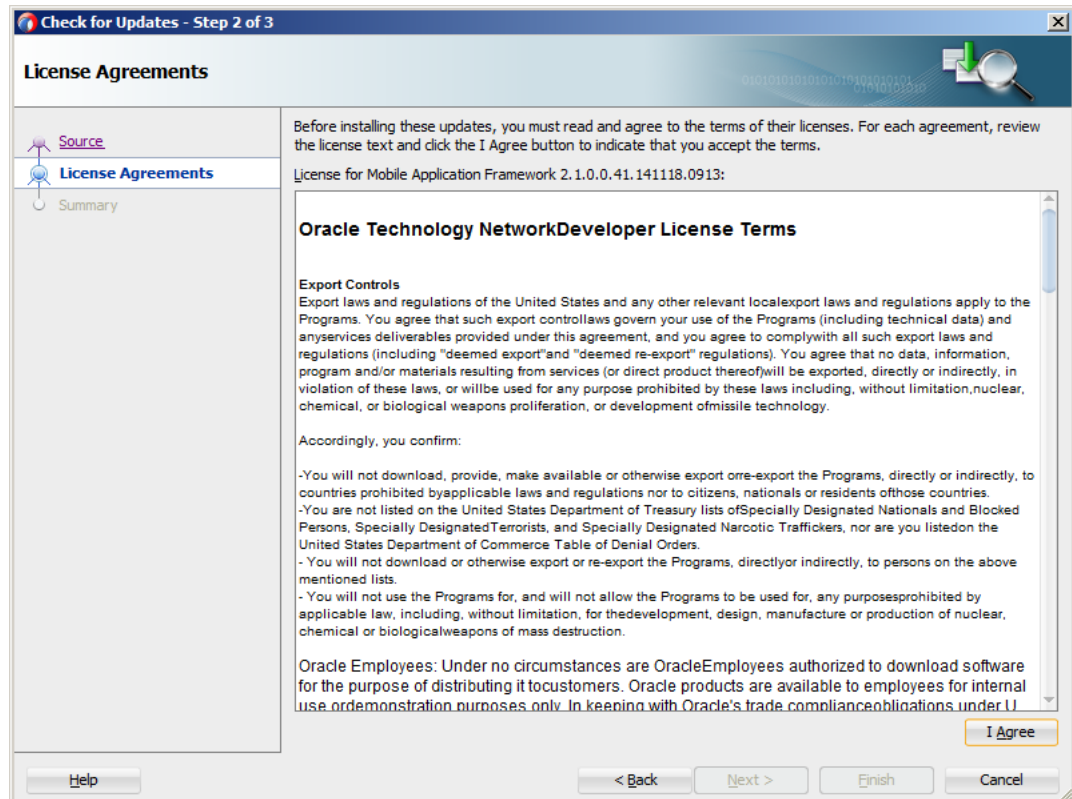 Check for Updates - Step 2 of 3
License Agreements
Source
License Agreements
Summary
Before installing these updates, you must read and agree to the terms of their licenses. For each agreement, review
the license text and click the I Agree button to indicate that you accept the terms.
License for Mobile Application Framework 2.1.0.0.41.141118.0913:
Oracle Technology NetworkDeveloper License Terms
Export Controls
Export laws and regulations of the United States and any other relevant localexport laws and regulations apply to the
Programs. You agree that such export controllaws govern your use of the Programs (including technical data) and
anyservices deliverables provided under this agreement, and you agree to complywith all such export laws and
regulations (including "deemed export"and "deemed re-export" regulations). You agree that no data, information,
program and/or materials resulting from services (or direct product thereof)will be exported, directly or indirectly, in
violation of these laws, or willbe used for any purpose prohibited by these laws including, without limitation,nuclear,
chemical, or biological weapons proliferation, or development ofmissile technology.
Accordingly, you confirm:
-You will not download, provide, make available or otherwise export orre-export the Programs, directly or indirectly, to
countries prohibited byapplicable laws and regulations nor to citizens, nationals or residents ofthose countries.
-You are not listed on the United States Department of Treasury lists ofSpecially Designated Nationals and Blocked
Persons, Specially DesignatedTerrorists, and Specially Designated Narcotic Traffickers, nor are you listedon the
United States Department of Commerce Table of Denial Orders.
- You will not download or otherwise export or re-export the Programs, directlyor indirectly, to persons on the above
mentioned lists.
- You will not use the Programs for, and will not allow the Programs to be used for, any purposesprohibited by
applicable law, including, without limitation, for thedevelopment, design, manufacture or production of nuclear,
chemical or biologicalweapons of mass destruction.
Oracle Employees: Under no circumstances are OracleEmployees authorized to download software
for the purpose of distributing it tocustomers. Oracle products are available to employees for internal
use ordemonstration purposes only. In keeping with Oracle's trade complianceobligations under U
I Agree
Help
< Back
Next >
Finish
Cancel